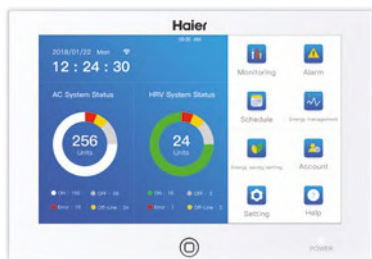 Haier
2018/01/22 Mon
12 : 24 : 30
AC System Status
HRV System Status
256
Units
24
Units
Monitoring
Alarm
Schedule
Energy management
Energy saving setting
Account
Setting
Help
POWER